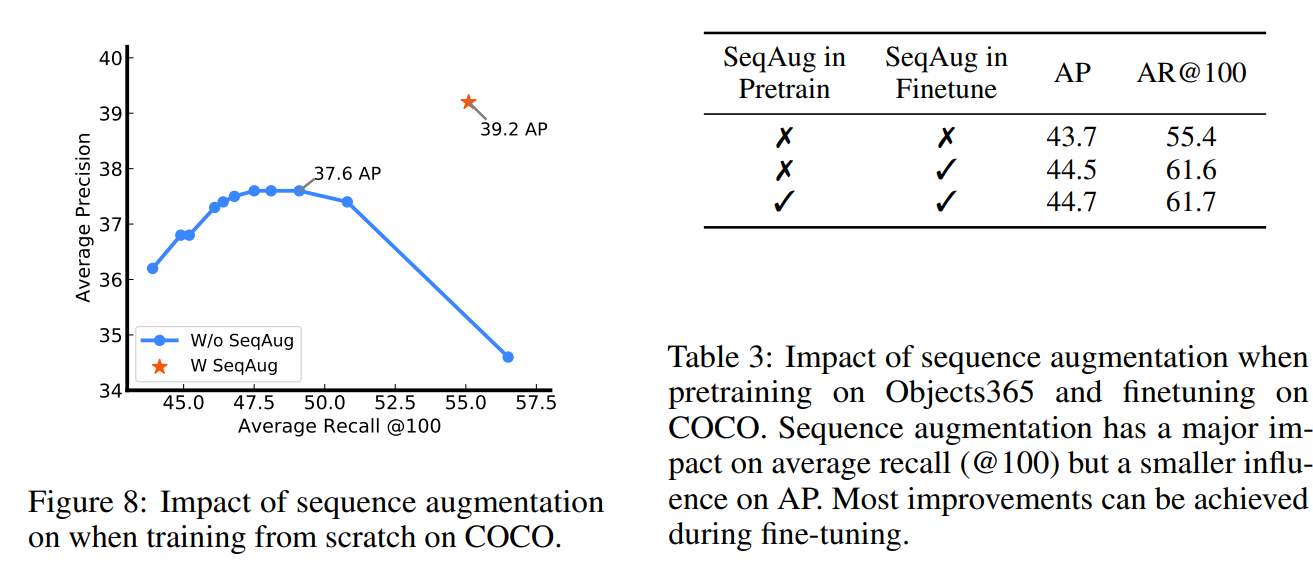 40
39
38
37
36
35
34
Average Precision
39.2 AP
37.6 AP
W/o SeqAug
W SeqAug
45.0 47.5 50.0 52.5 55.0 57.5
Average Recall @100
Figure 8: Impact of sequence augmentation
on when training from scratch on COCO.
SeqAug in SeqAug in AP AR@100
Pretrain Finetune
✗ ✗ 43.7 55.4
✗ ✓ 44.5 61.6
✓ ✓ 44.7 61.7
Table 3: Impact of sequence augmentation when
pretraining on Objects365 and finetuning on
COCO. Sequence augmentation has a major im-
pact on average recall (@100) but a smaller influ-
ence on AP. Most improvements can be achieved
during fine-tuning.